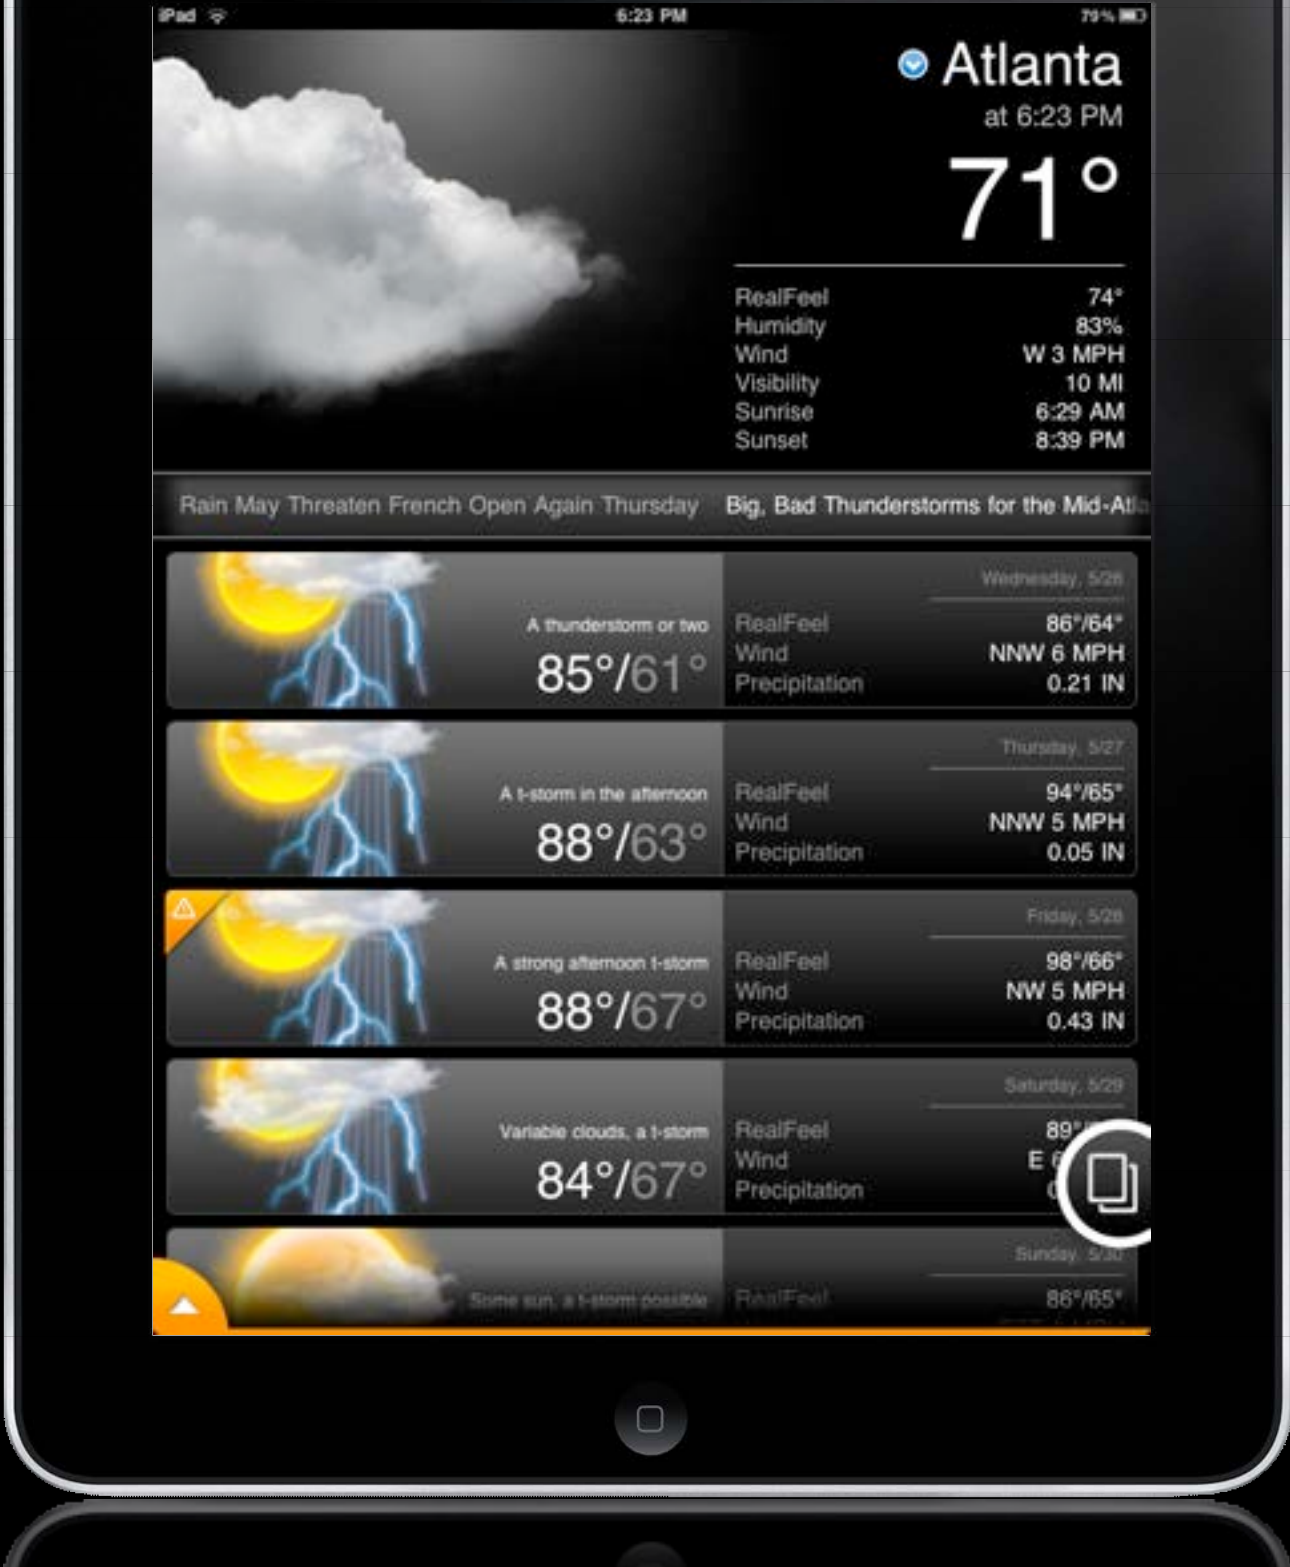 iPad 6:23 PM 79%
Atlanta
at 6:23 PM
71°
RealFeel 74°
Humidity 83%
Wind W 3 MPH
Visibility 10 MI
Sunrise 6:29 AM
Sunset 8:39 PM
Rain May Threaten French Open Again Thursday Big, Bad Thunderstorms for the Mid-Atla
Wednesday, 5/26
A thunderstorm or two
85°/61°
RealFeel 86°/64°
Wind NNW 6 MPH
Precipitation 0.21 IN
Thursday, 5/27
A t-storm in the afternoon
88°/63°
RealFeel 94°/65°
Wind NNW 5 MPH
Precipitation 0.05 IN
Friday, 5/28
A strong afternoon t-storm
88°/67°
RealFeel 98°/66°
Wind NW 5 MPH
Precipitation 0.43 IN
Saturday, 5/29
Variable clouds, a t-storm
84°/67°
RealFeel 89°
Wind E
Precipitation
Sunday, 5/30
Some sun, a t-storm possible
RealFeel 86°/65°